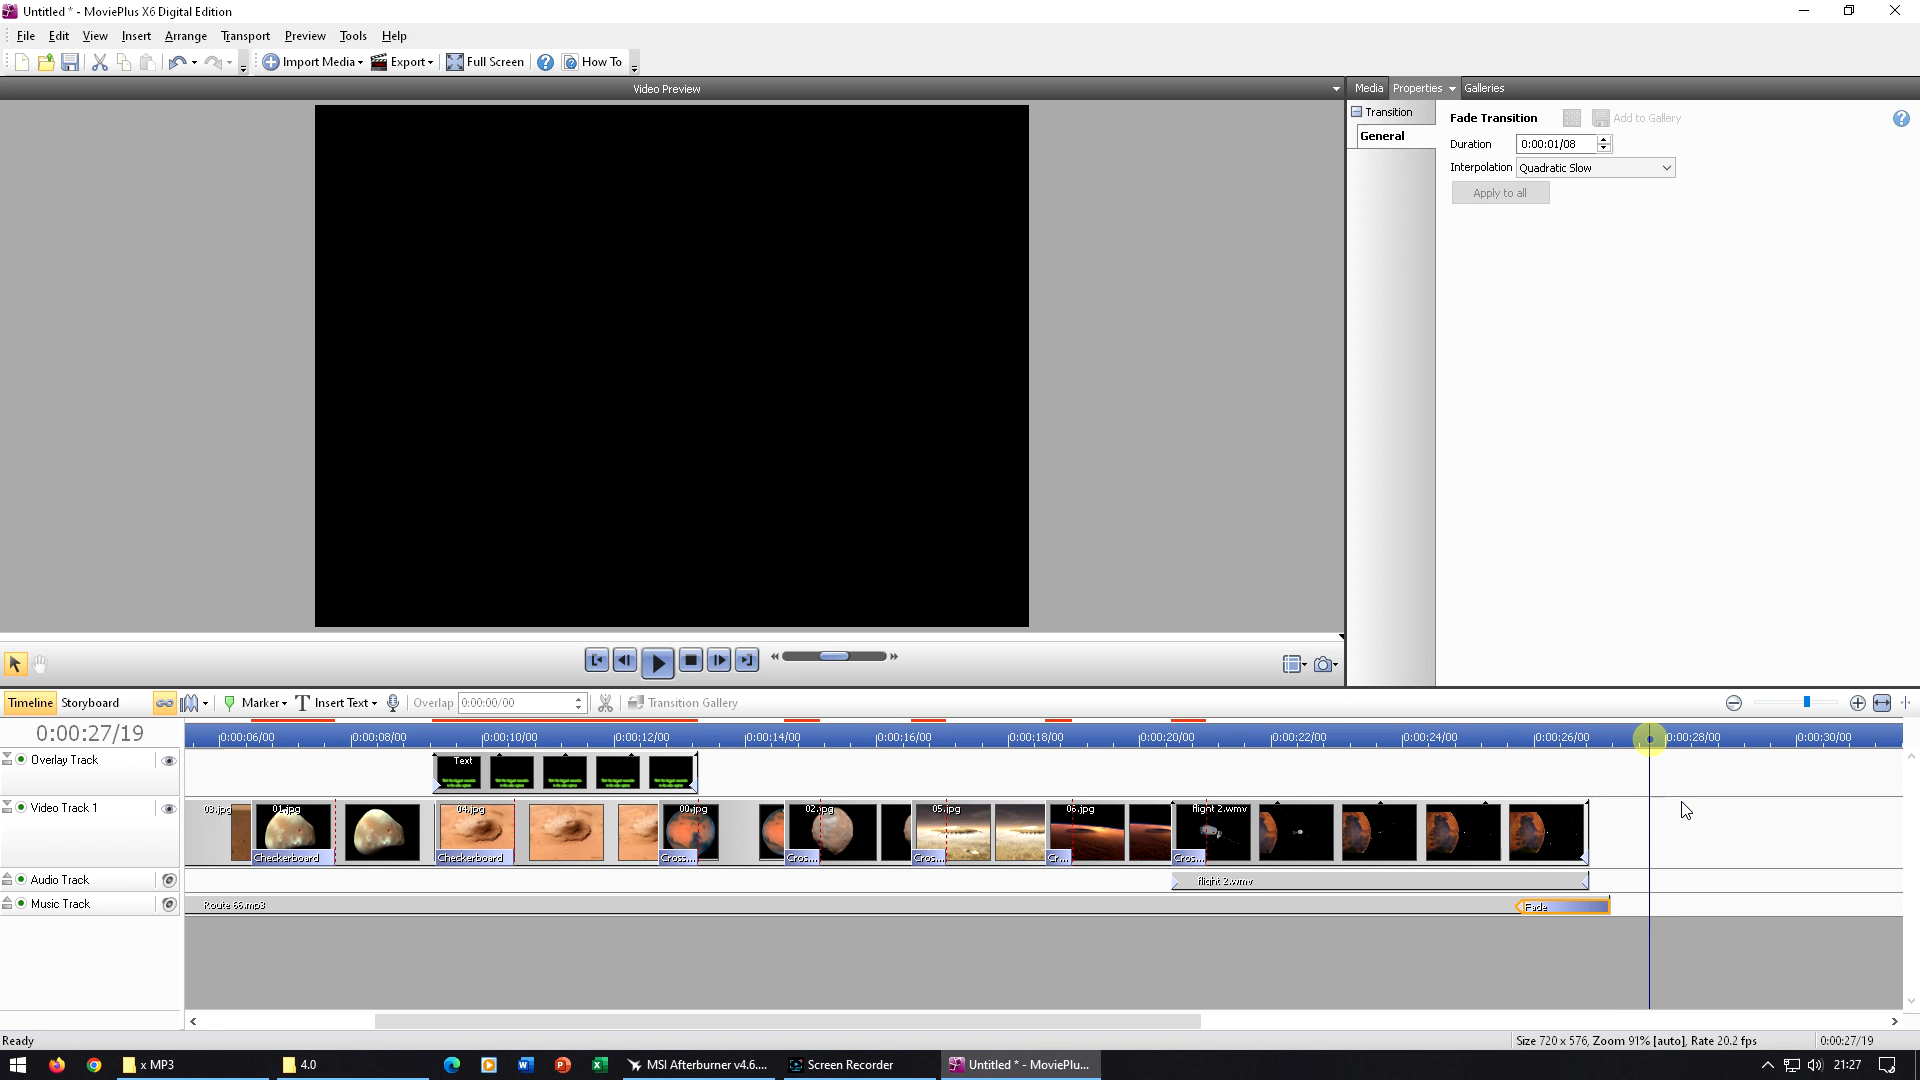 Untitled * - MoviePlus X6 Digital Edition
File Edit View Insert Arrange Transport Preview Tools Help
Import Media Export Full Screen How To
Video Preview
Media Properties Galleries
Transition
General
Fade Transition Add to Gallery
Duration 0:00:01/08
Interpolation Quadratic Slow
Apply to all
Timeline Storyboard Marker Insert Text Overlap 0:00:00/00 Transition Gallery
0:00:27/19
0:00:06/00 0:00:08/00 0:00:10/00 0:00:12/00 0:00:14/00 0:00:16/00 0:00:18/00 0:00:20/00 0:00:22/00 0:00:24/00 0:00:26/00 0:00:28/00 0:00:30/00
Overlay Track Text
Video Track 1 03.jpg 01.jpg 04.jpg 00.jpg 02.jpg 05.jpg 06.jpg flight 2.wmv
Checkerboard Checkerboard Cross... Cros... Cros... Cr... Cros...
Audio Track flight 2.wmv
Music Track Route 66.mp3 Fade
Ready Size 720 x 576, Zoom 91% [auto], Rate 20.2 fps 0:00:27/19
x MP3 4.0 MSI Afterburner v4.6.... Screen Recorder Untitled * - MoviePlu... 21:27